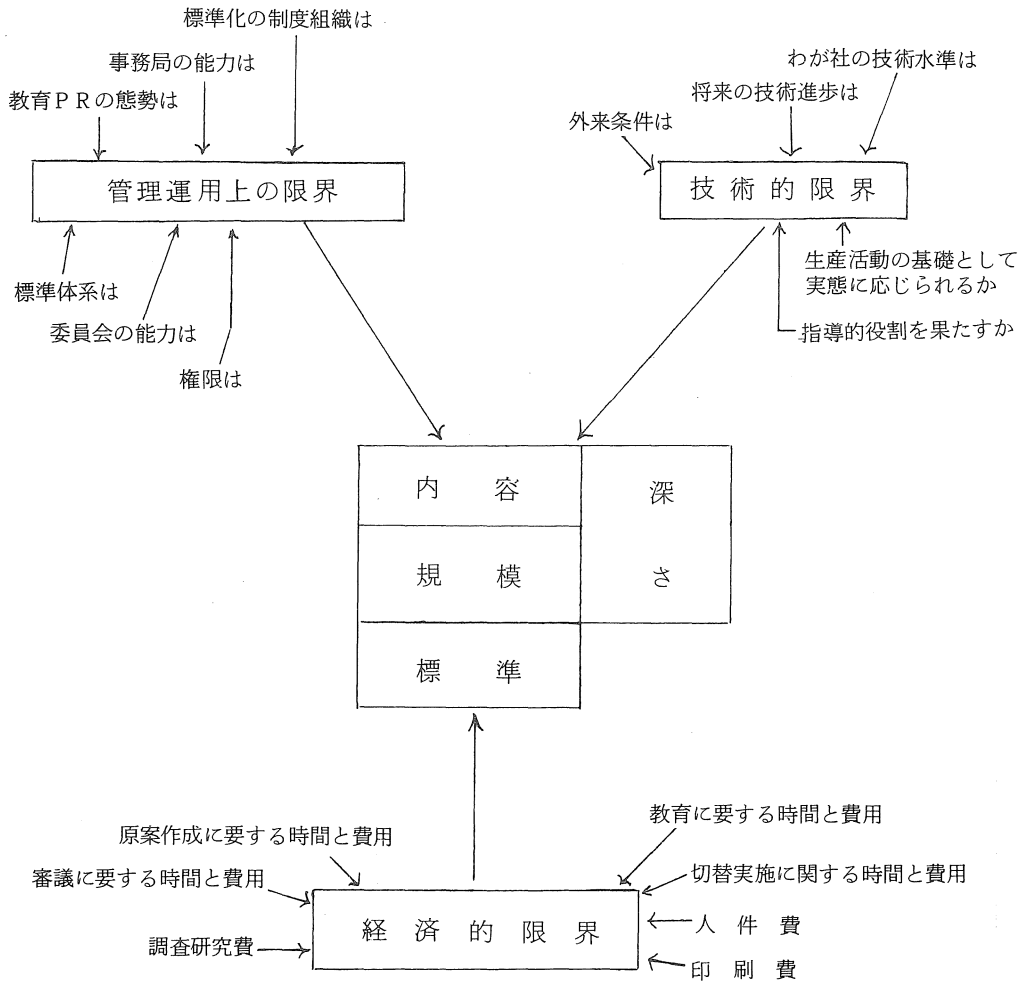 標準化の制度組織は
事務局の能力は
教育PRの態勢は
管理運用上の限界
標準体系は
委員会の能力は
権限は
わが社の技術水準は
将来の技術進歩は
外来条件は
技術的限界
生産活動の基礎として
実態に応じられるか
指導的役割を果たすか
内容
規模
標準
深さ
原案作成に要する時間と費用
審議に要する時間と費用
調査研究費
経済的限界
教育に要する時間と費用
切替実施に関する時間と費用
人件費
印刷費